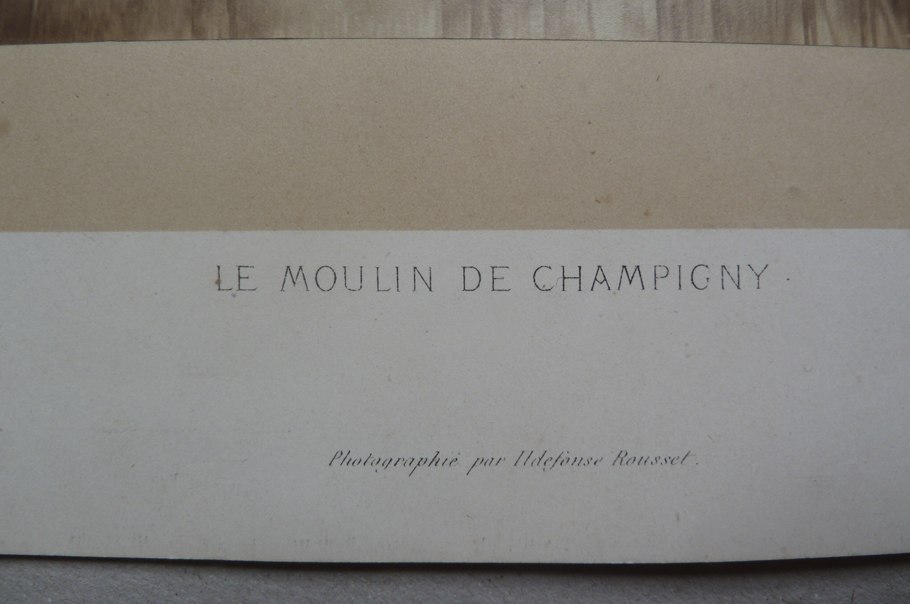 LE MOULIN DE CHAMPIGNY.
Photographié par Ildefonse Rousset.